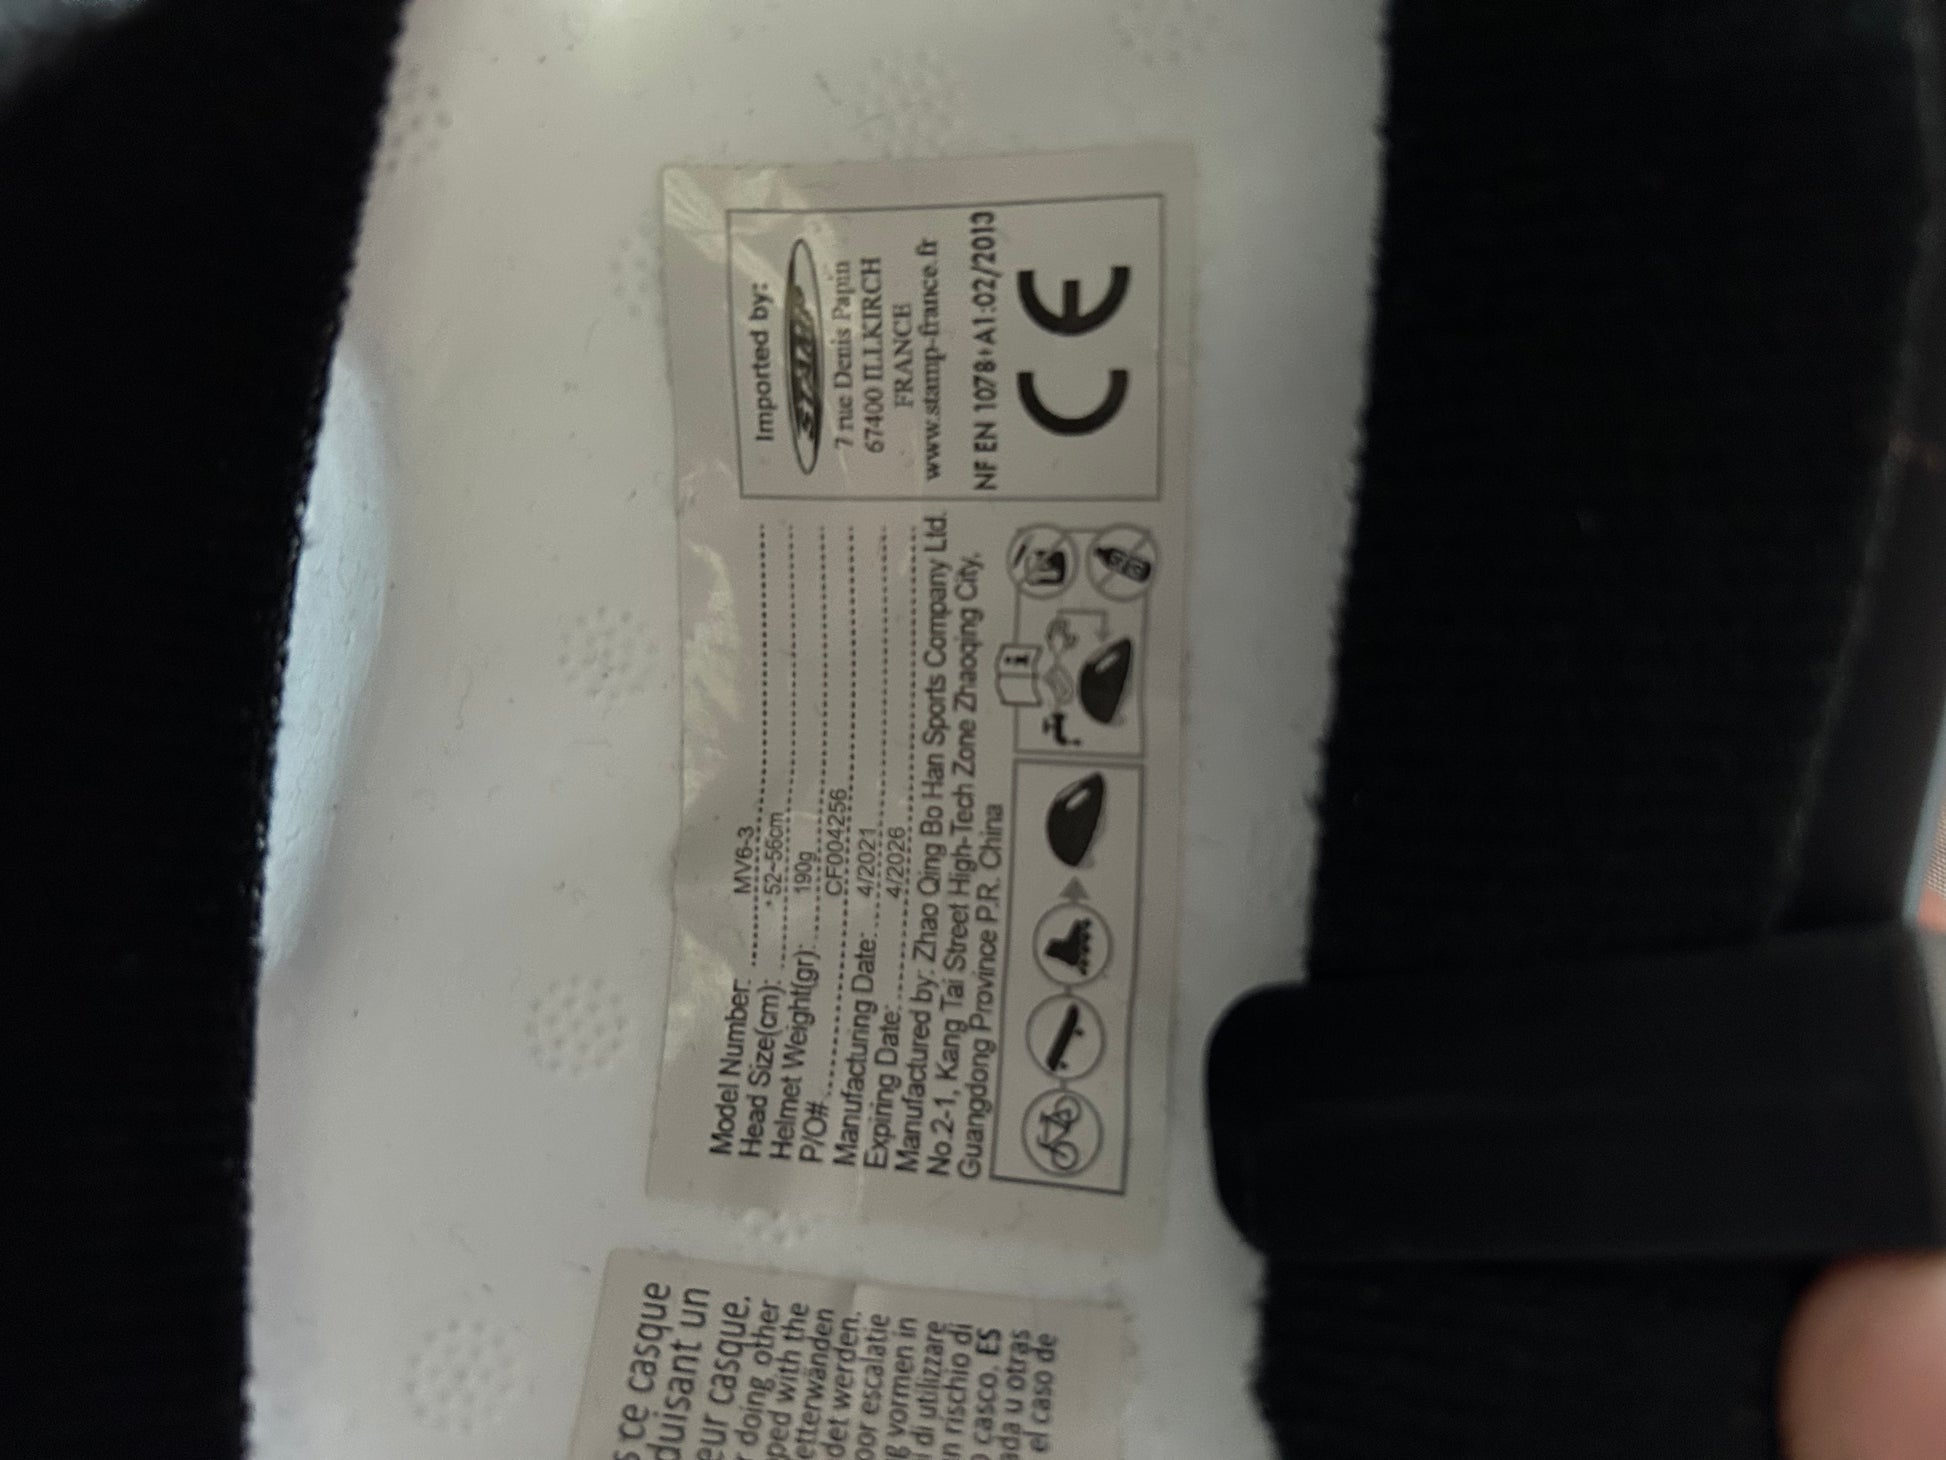 Model Number: MV6-3
Head Size(cm): 52~56cm
Helmet Weight(gr): 190g
P/O#: CF004256
Manufacturing Date: 4/2021
Expiring Date: 4/2026
Manufactured by: Zhao Qing Bo Han Sports Company Ltd.
No.2-1, Kang Tai Street High-Tech Zone Zhaoqing City,
Guangdong Province P.R. China
Imported by:
STAMP
7 rue Denis Papin
67400 ILLKIRCH
FRANCE
www.stamp-france.fr
NF EN 1078+A1:02/2013
CE
ce casque
duisant un
eur casque.
doing other
ped with the
etterwänden
det werden.
oor escalatie
g vormen in
di di utilizzare
n rischio di
casco. ES
ada u otras
el caso de